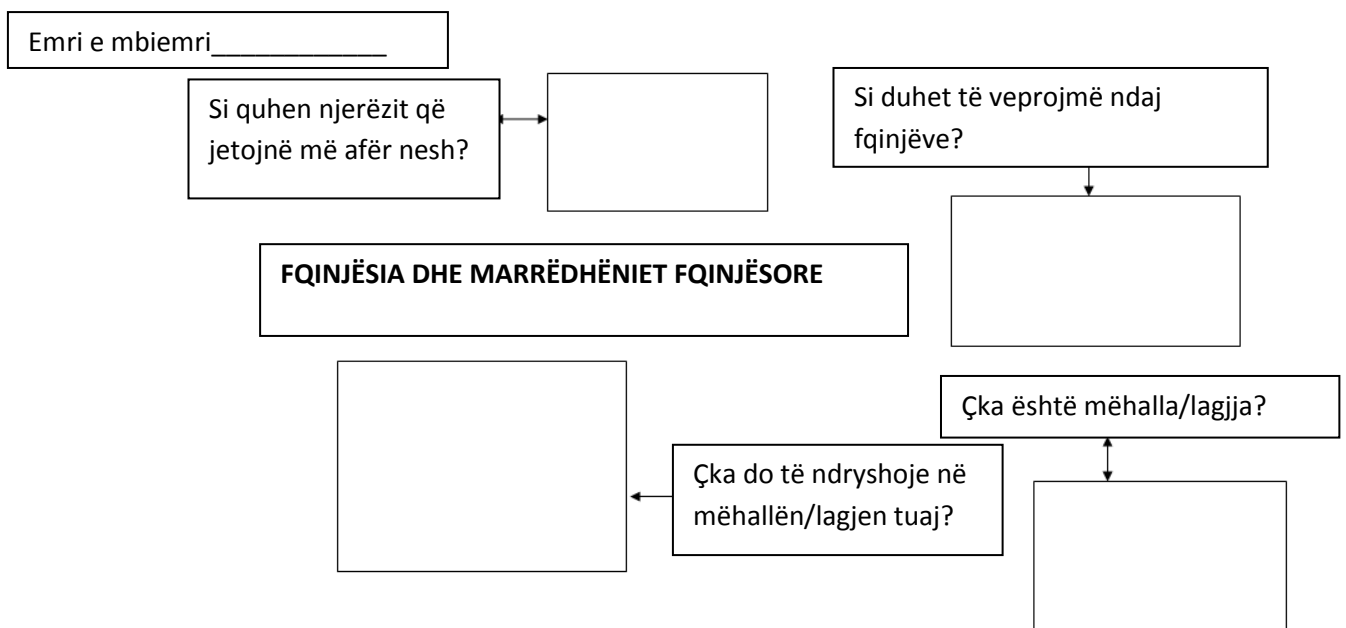 Emri e mbiemri____________
Si quhen njerëzit që
jetojnë më afër nesh?
Si duhet të veprojmë ndaj
fqinjëve?
FQINJËSIA DHE MARRËDHËNIET FQINJËSORE
Çka është mëhalla/lagjja?
Çka do të ndryshoje në
mëhallën/lagjen tuaj?